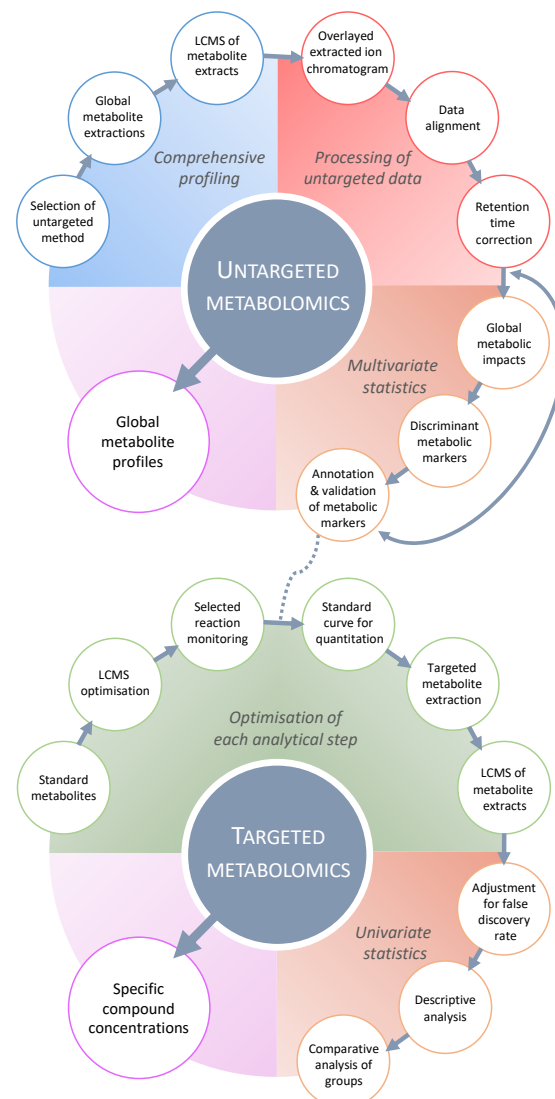 LCMS of
metabolite
extracts
Overlayed
extracted ion
chromatogram
Global
metabolite
extractions
Data
alignment
Comprehensive
profiling
Processing of
untargeted data
Selection of
untargeted
method
Retention
time
correction
UNTARGETED
METABOLOMICS
Global
metabolic
impacts
Multivariate
statistics
Discriminant
metabolic
markers
Global
metabolite
profiles
Annotation
& validation
of metabolic
markers
Selected
reaction
monitoring
Standard
curve for
quantitation
LCMS
optimisation
Targeted
metabolite
extraction
Optimisation of
each analytical step
Standard
metabolites
LCMS of
metabolite
extracts
TARGETED
METABOLOMICS
Adjustment
for false
discovery
rate
Univariate
statistics
Specific
compound
concentrations
Descriptive
analysis
Comparative
analysis of
groups